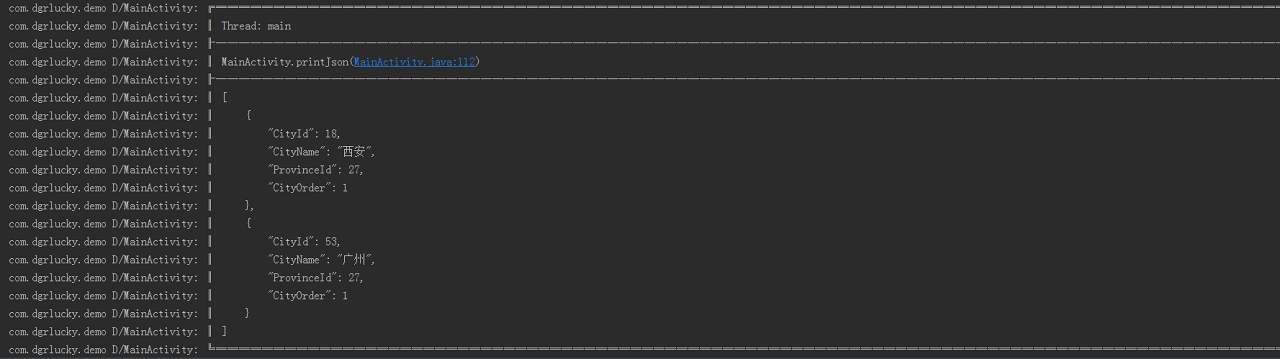 com.dgrlucky.demo D/MainActivity: ╔════════════════════════════════════════
com.dgrlucky.demo D/MainActivity: ║ Thread: main
com.dgrlucky.demo D/MainActivity: ╟────────────────────────────────────────
com.dgrlucky.demo D/MainActivity: ║ MainActivity.printJson(MainActivity.java:112)
com.dgrlucky.demo D/MainActivity: ╟────────────────────────────────────────
com.dgrlucky.demo D/MainActivity: ║ [
com.dgrlucky.demo D/MainActivity: ║     {
com.dgrlucky.demo D/MainActivity: ║         "CityId": 18,
com.dgrlucky.demo D/MainActivity: ║         "CityName": "西安",
com.dgrlucky.demo D/MainActivity: ║         "ProvinceId": 27,
com.dgrlucky.demo D/MainActivity: ║         "CityOrder": 1
com.dgrlucky.demo D/MainActivity: ║     },
com.dgrlucky.demo D/MainActivity: ║     {
com.dgrlucky.demo D/MainActivity: ║         "CityId": 53,
com.dgrlucky.demo D/MainActivity: ║         "CityName": "广州",
com.dgrlucky.demo D/MainActivity: ║         "ProvinceId": 27,
com.dgrlucky.demo D/MainActivity: ║         "CityOrder": 1
com.dgrlucky.demo D/MainActivity: ║     }
com.dgrlucky.demo D/MainActivity: ║ ]
com.dgrlucky.demo D/MainActivity: ╚════════════════════════════════════════